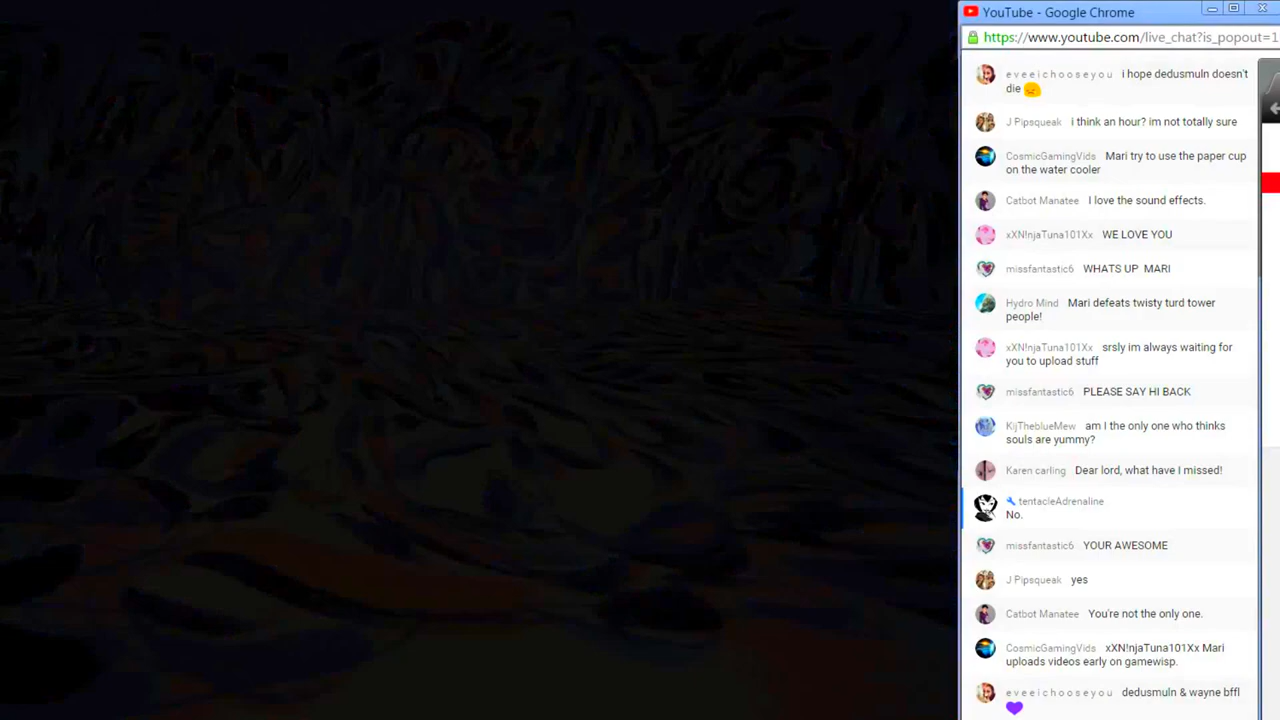 YouTube - Google Chrome
https://www.youtube.com/live_chat?is_popout=1
e v e e i c h o o s e y o u i hope dedusmuln doesn't
die
J Pipsqueak i think an hour? im not totally sure
CosmicGamingVids Mari try to use the paper cup
on the water cooler
Catbot Manatee I love the sound effects.
xXN!njaTuna101Xx WE LOVE YOU
missfantastic6 WHATS UP MARI
Hydro Mind Mari defeats twisty turd tower
people!
xXN!njaTuna101Xx srsly im always waiting for
you to upload stuff
missfantastic6 PLEASE SAY HI BACK
KijTheblueMew am I the only one who thinks
souls are yummy?
Karen carling Dear lord, what have I missed!
tentacleAdrenaline
No.
missfantastic6 YOUR AWESOME
J Pipsqueak yes
Catbot Manatee You're not the only one.
CosmicGamingVids xXN!njaTuna101Xx Mari
uploads videos early on gamewisp.
e v e e i c h o o s e y o u dedusmuln & wayne bffl